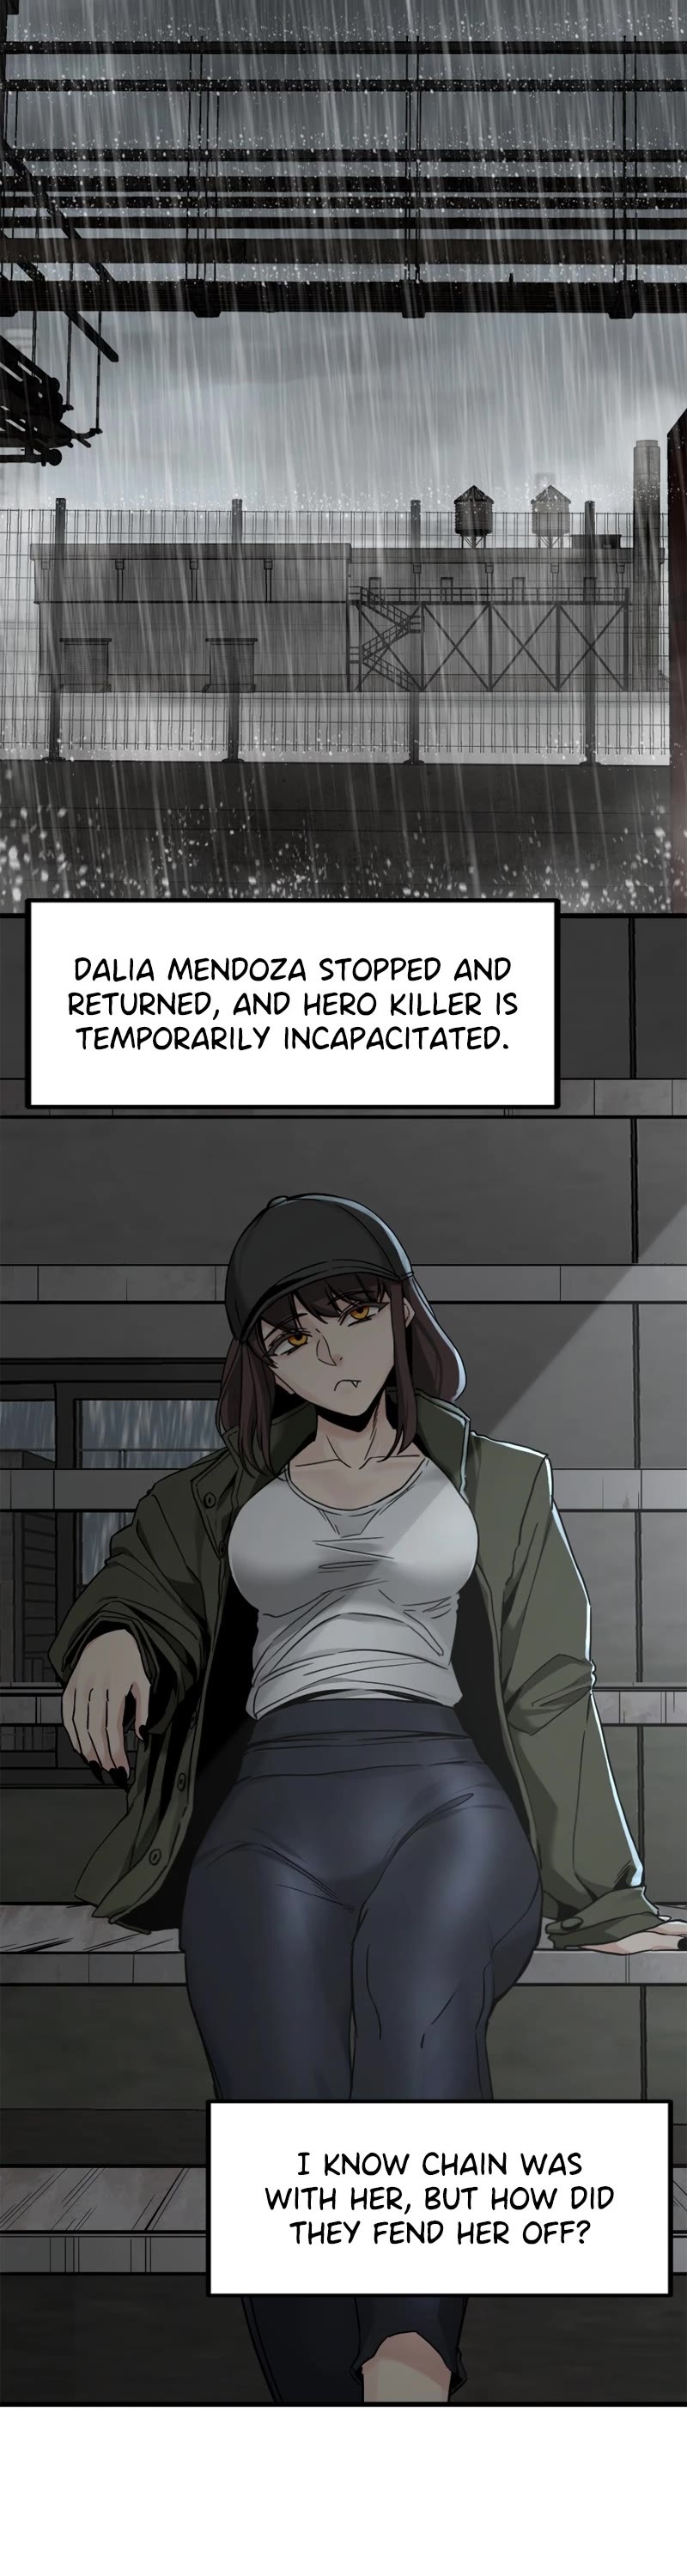 DALIA MENDOZA STOPPED AND
RETURNED, AND HERO KILLER IS
TEMPORARILY INCAPACITATED.
I KNOW CHAIN WAS
WITH HER, BUT HOW DID
THEY FEND HER OFF?